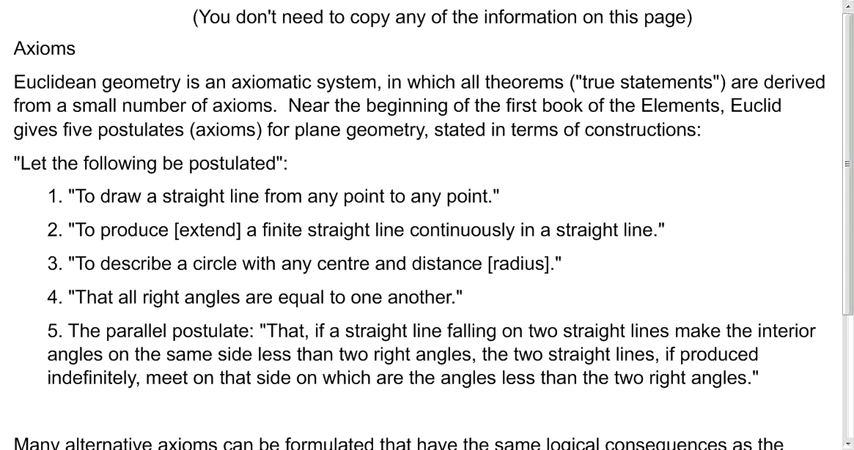 (You don't need to copy any of the information on this page)
Axioms
Euclidean geometry is an axiomatic system, in which all theorems ("true statements") are derived
from a small number of axioms.  Near the beginning of the first book of the Elements, Euclid
gives five postulates (axioms) for plane geometry, stated in terms of constructions:
"Let the following be postulated":
1. "To draw a straight line from any point to any point."
2. "To produce [extend] a finite straight line continuously in a straight line."
3. "To describe a circle with any centre and distance [radius]."
4. "That all right angles are equal to one another."
5. The parallel postulate: "That, if a straight line falling on two straight lines make the interior
angles on the same side less than two right angles, the two straight lines, if produced
indefinitely, meet on that side on which are the angles less than the two right angles."
Many alternative axioms can be formulated that have the same logical consequences as the